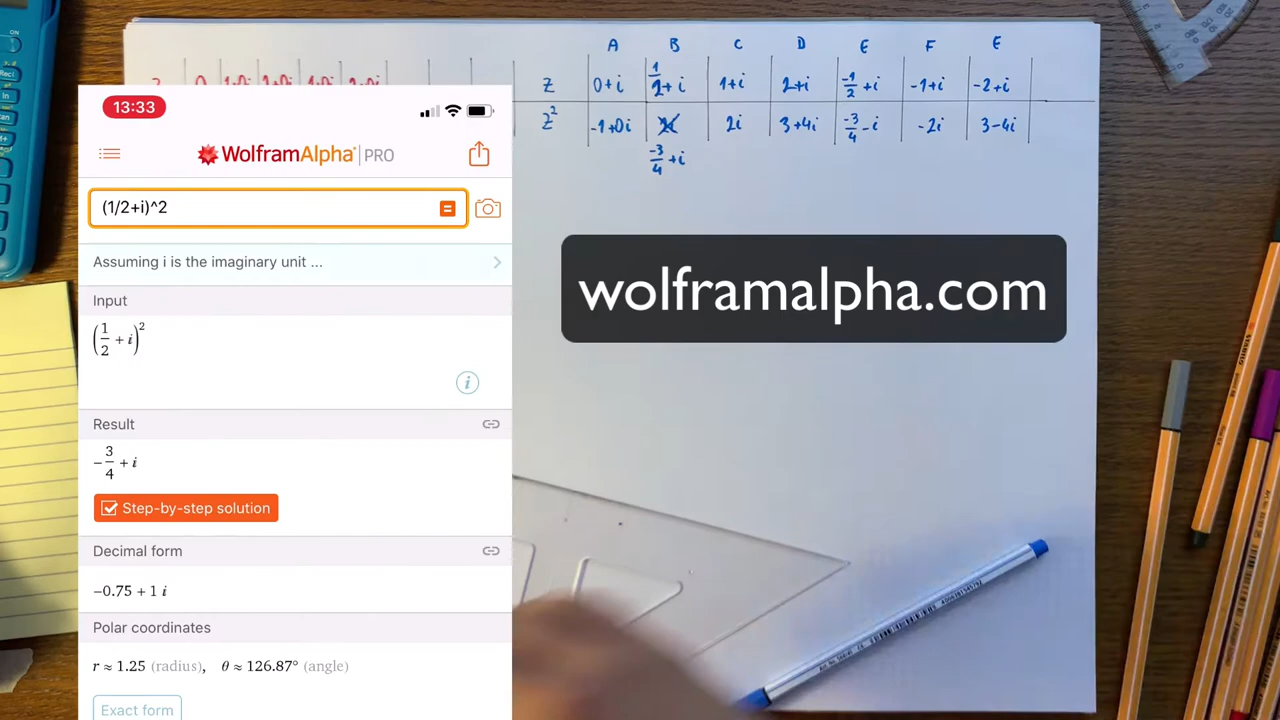 13:33
WolframAlpha PRO
(1/2+i)^2
Assuming i is the imaginary unit ...
Input
(1/2 + i)^2
Result
-3/4 + i
Step-by-step solution
Decimal form
-0.75 + 1 i
Polar coordinates
r ≈ 1.25 (radius), θ ≈ 126.87° (angle)
Exact form
A B C D E F E
z 0+i 1/2+i 1+i 2+i -1/2+i -1+i -2+i
z² -1+0i 2i 3+4i -3/4-i -2i 3-4i
-3/4+i
wolframalpha.com
ON